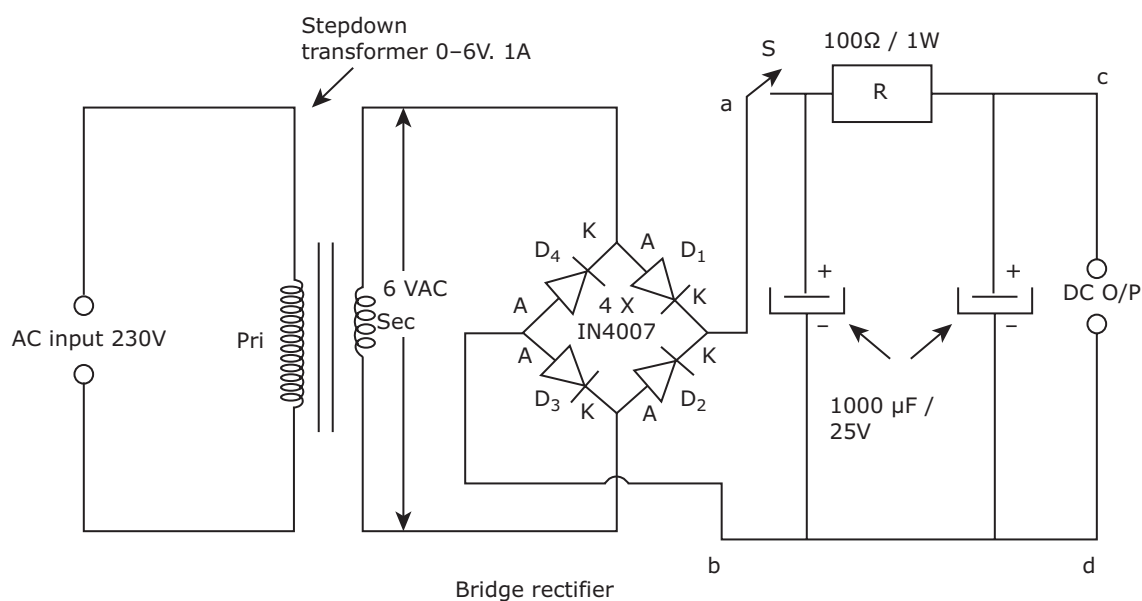 Stepdown
transformer 0–6V. 1A
S
100Ω / 1W
a
R
c
K
A
D4
D1
6 VAC
4 X
K
+
+
AC input 230V
Pri
Sec
A
IN4007
DC O/P
A
K
–
–
D3
K
A
D2
1000 µF /
25V
b
d
Bridge rectifier